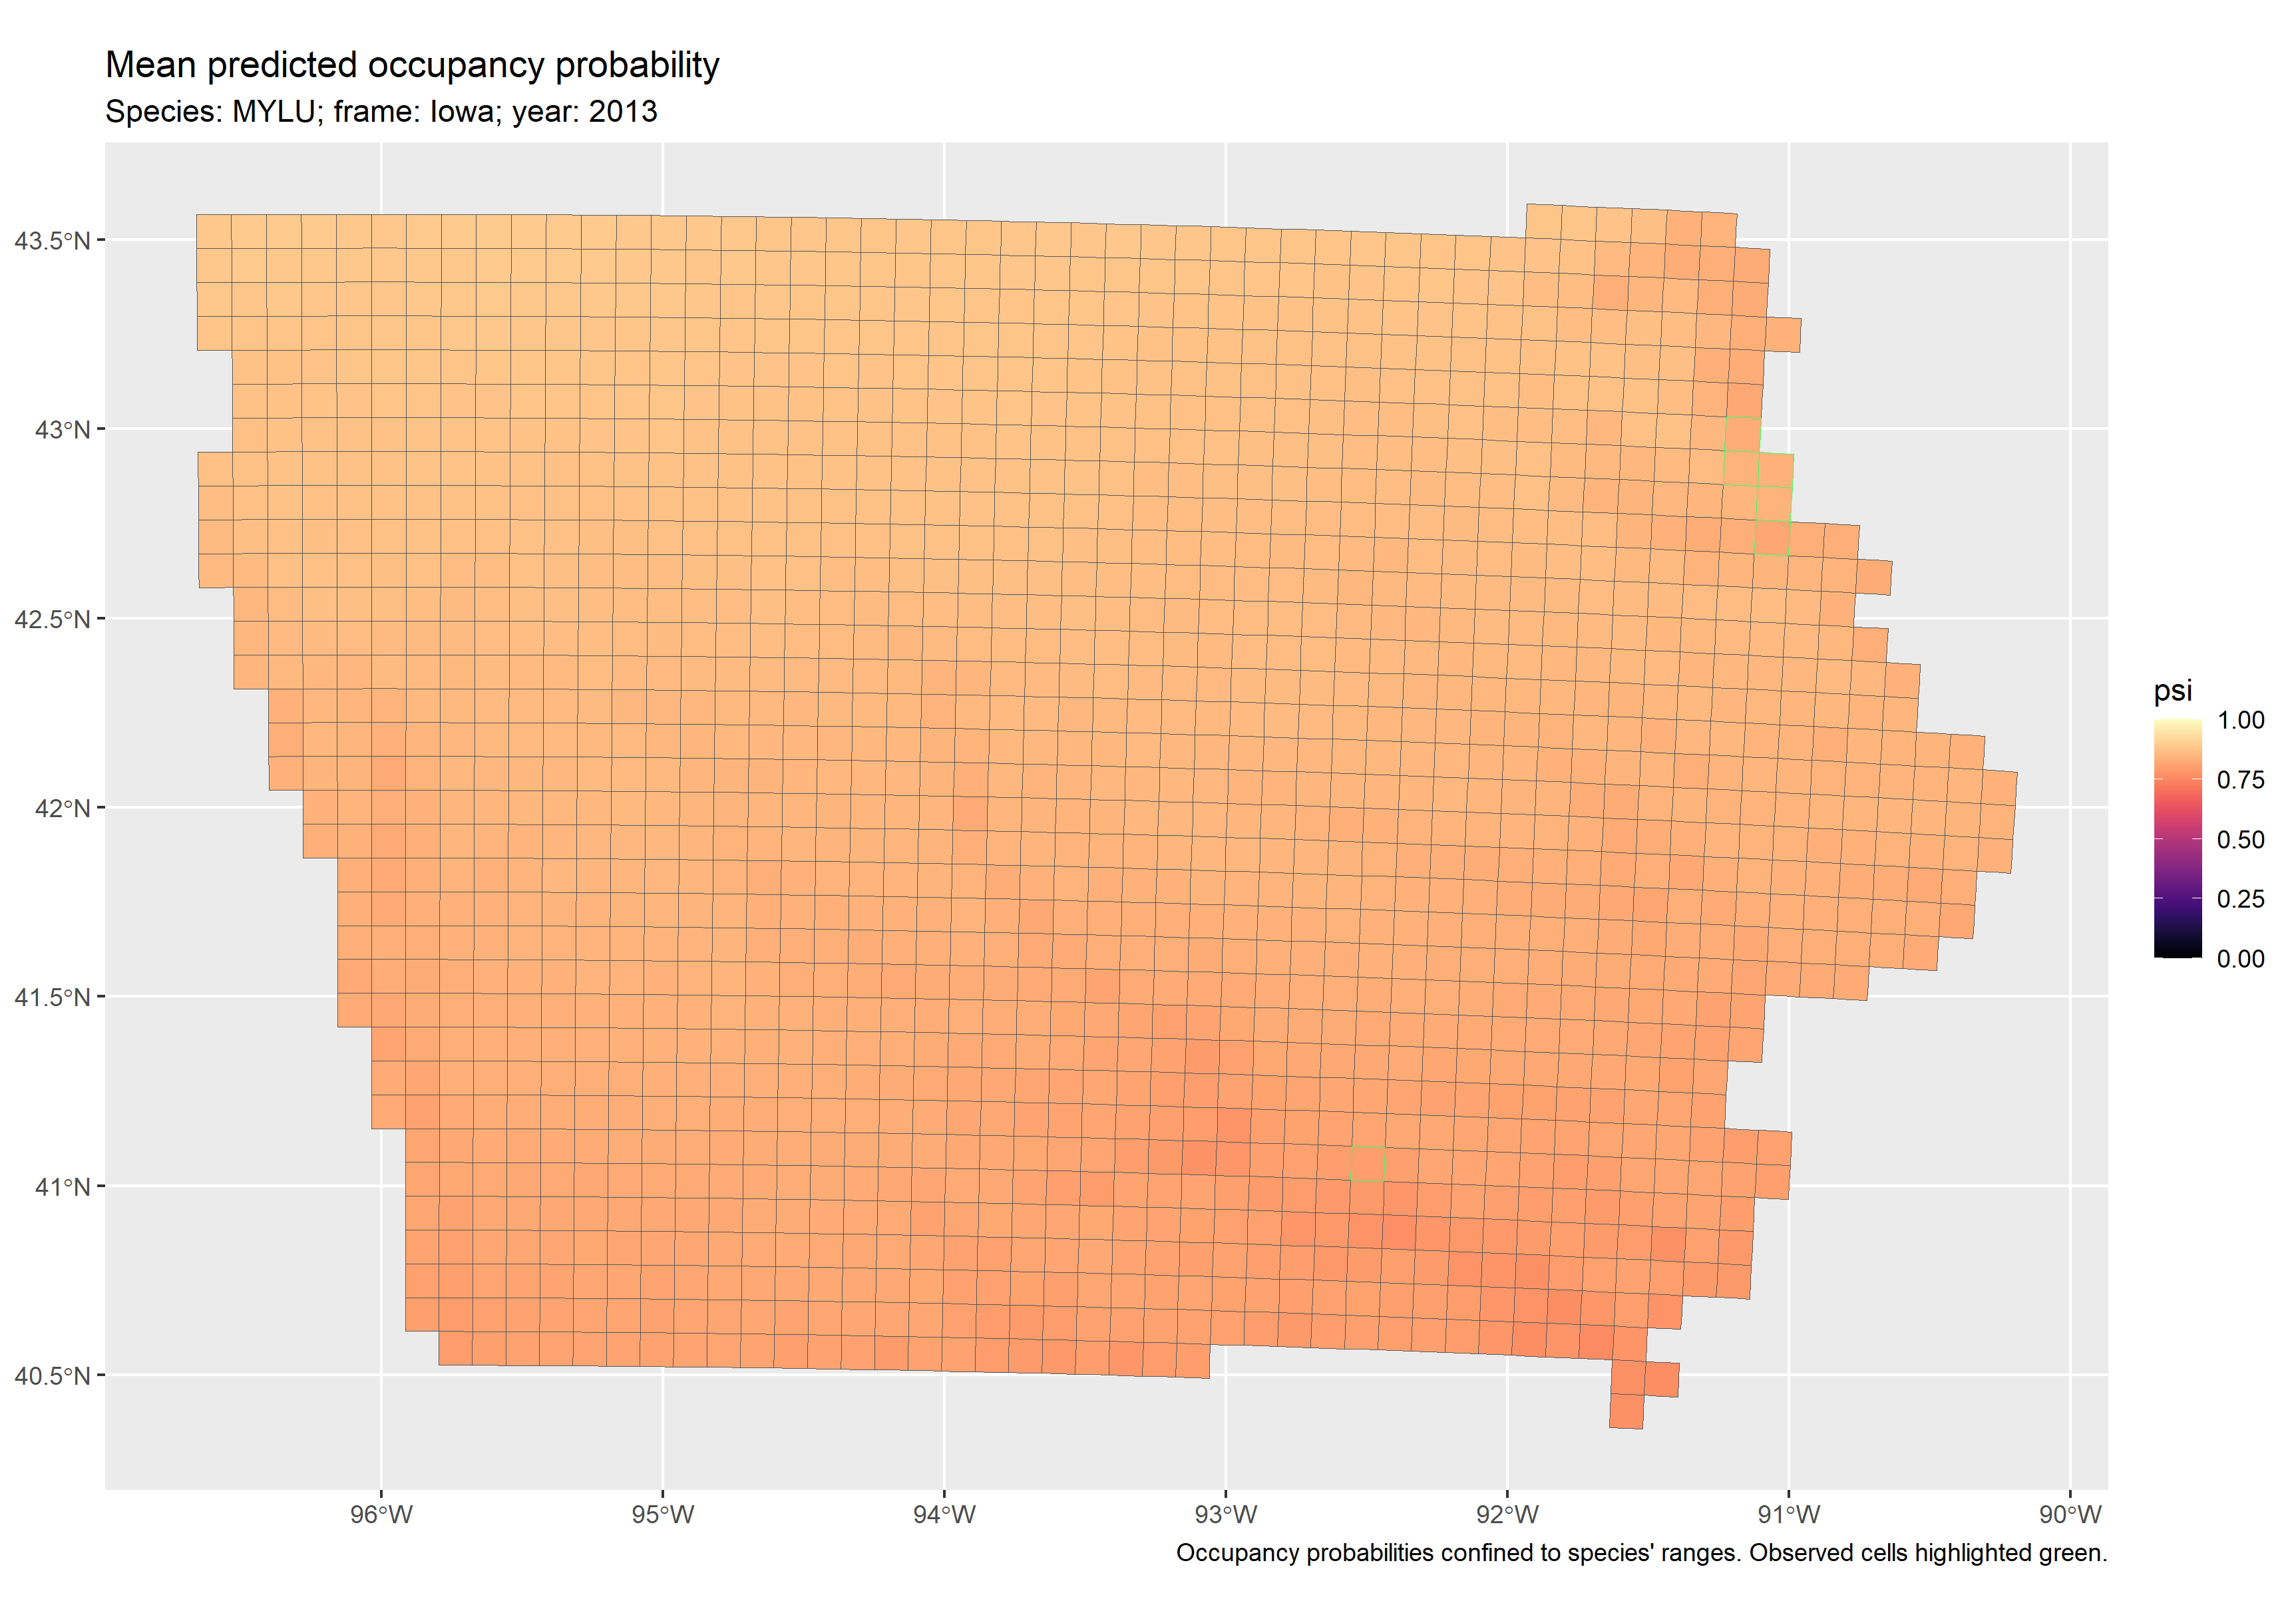 Mean predicted occupancy probability
Species: MYLU; frame: Iowa; year: 2013
43.5°N
43°N
42.5°N
42°N
41.5°N
41°N
40.5°N
96°W
95°W
94°W
93°W
92°W
91°W
90°W
psi
1.00
0.75
0.50
0.25
0.00
Occupancy probabilities confined to species' ranges. Observed cells highlighted green.